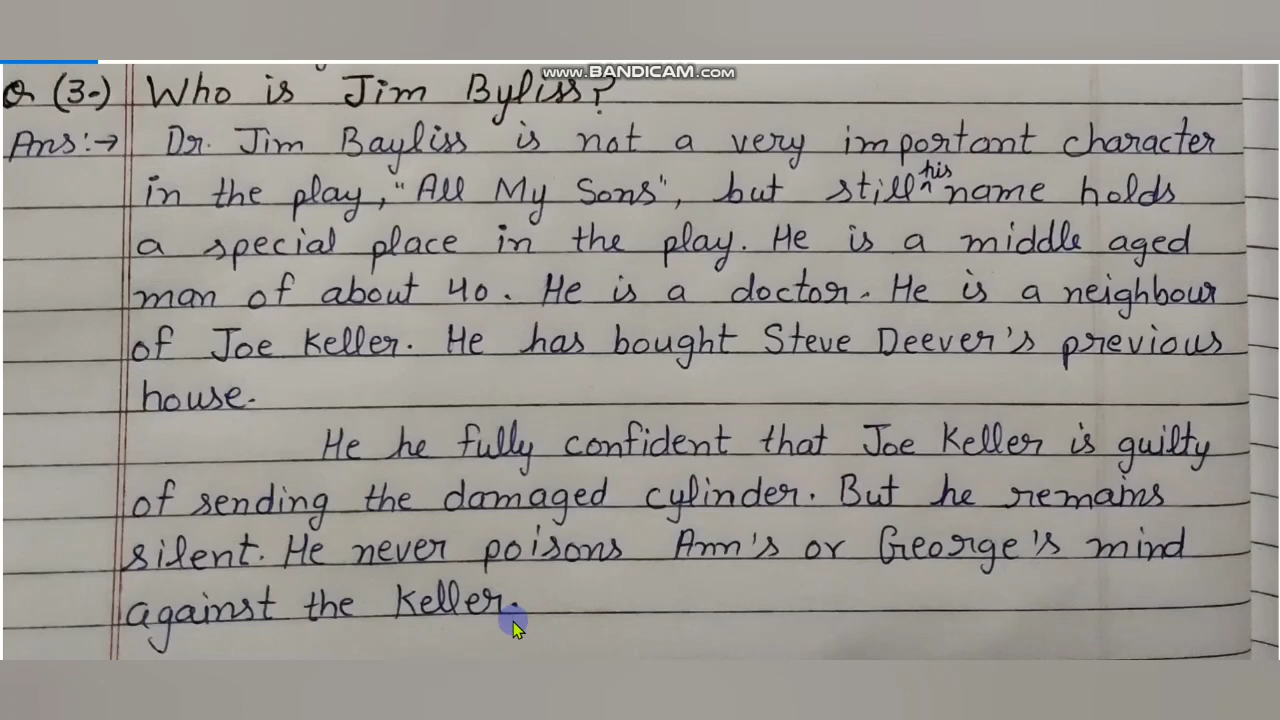 www.BANDICAM.com
Q (3-) Who is Jim Byliss?
Ans:→ Dr. Jim Bayliss is not a very important character
in the play, "All My Sons", but still ^his name holds
a special place in the play. He is a middle aged
man of about 40. He is a doctor. He is a neighbour
of Joe Keller. He has bought Steve Deever's previous
house.
He he fully confident that Joe Keller is guilty
of sending the damaged cylinder. But he remains
silent. He never poisons Ann's or George's mind
against the Keller.